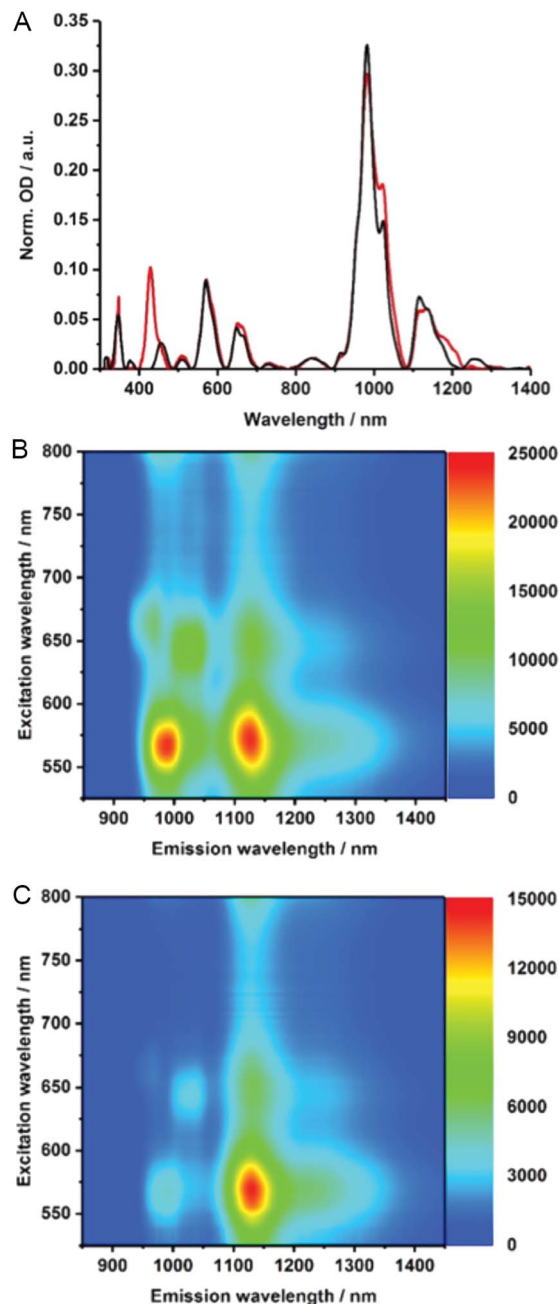 A
Norm. OD / a.u.
0.35
0.30
0.25
0.20
0.15
0.10
0.05
0.00
400 600 800 1000 1200 1400
Wavelength / nm
B
Excitation wavelength / nm
800
750
700
650
600
550
900 1000 1100 1200 1300 1400
Emission wavelength / nm
25000
20000
15000
10000
5000
0
C
Excitation wavelength / nm
800
750
700
650
600
550
900 1000 1100 1200 1300 1400
Emission wavelength / nm
15000
12000
9000
6000
3000
0